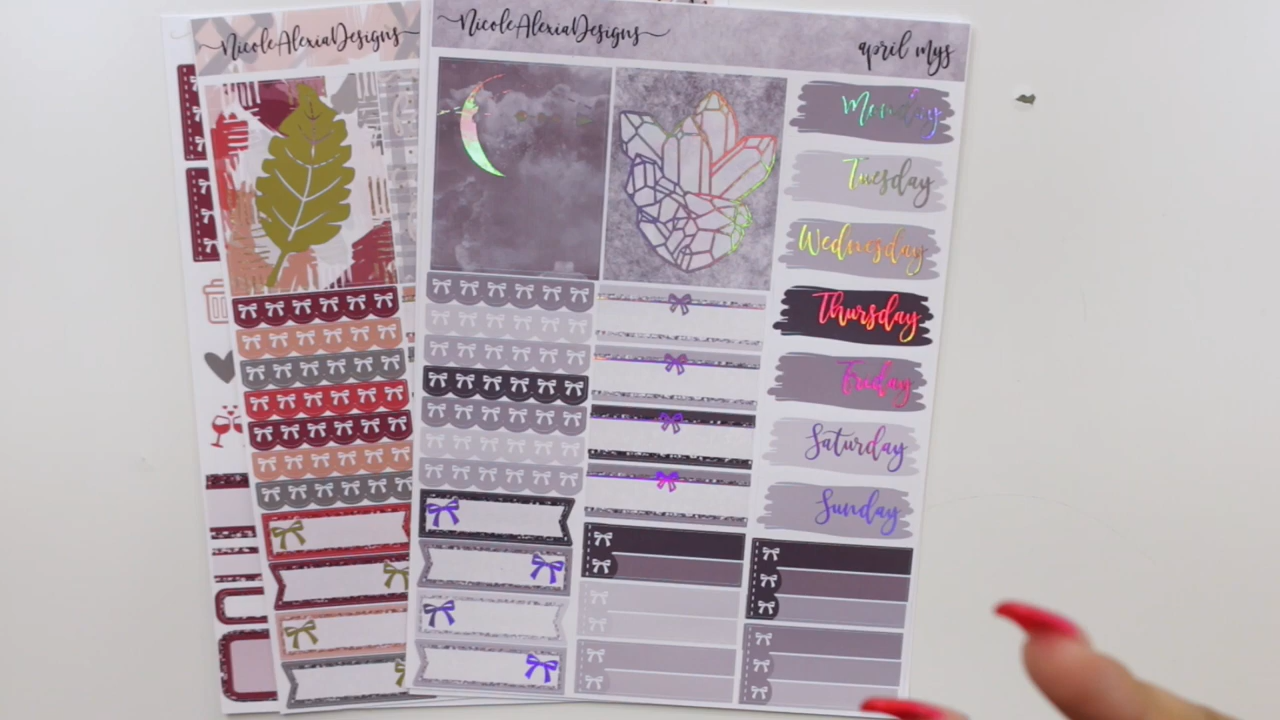 NicoleAlexiaDesigns
NicoleAlexiaDesigns
april mys
Monday
Tuesday
Wednesday
Thursday
Friday
Saturday
Sunday